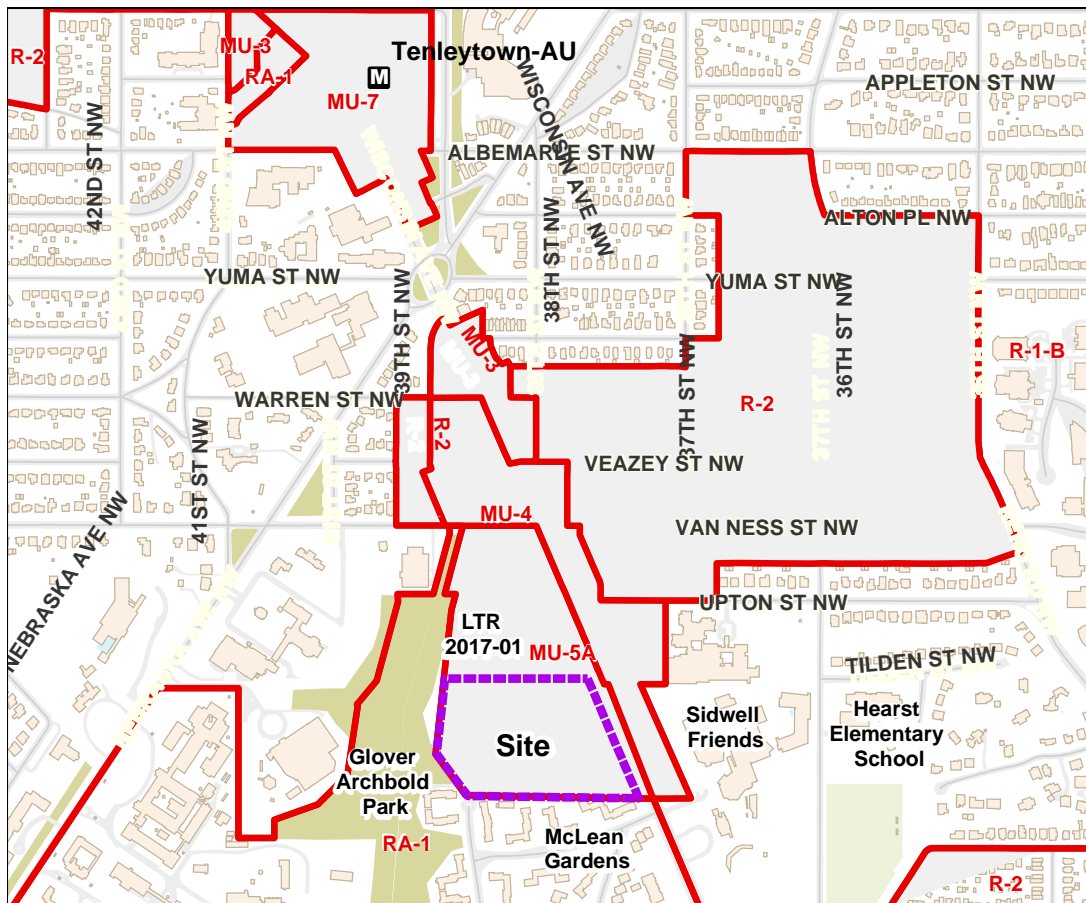 MU-3
Tenleytown-AU
R-2
RA-1
M
MU-7
WISCONSIN AVE NW
APPLETON ST NW
42ND ST NW
ALBEMARLE ST NW
ALTON PL NW
38TH ST NW
YUMA ST NW
YUMA ST NW
36TH ST NW
39TH ST NW
MU-5
R-1-B
37TH ST NW
37TH ST NW
WARREN ST NW
R-2
R-2
41ST ST NW
VEAZEY ST NW
MU-4
VAN NESS ST NW
NEBRASKA AVE NW
UPTON ST NW
LTR
2017-01
MU-5A
TILDEN ST NW
Sidwell
Friends
Hearst
Elementary
School
Site
Glover
Archbold
Park
RA-1
McLean
Gardens
R-2